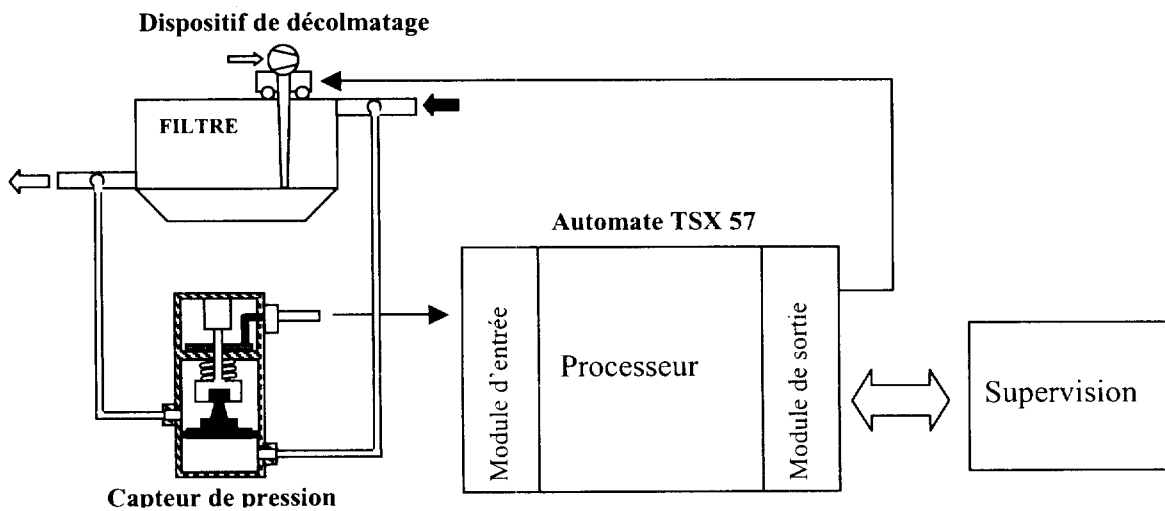 Dispositif de décolmatage
FILTRE
Automate TSX 57
Module d'entrée
Processeur
Module de sortie
Supervision
Capteur de pression